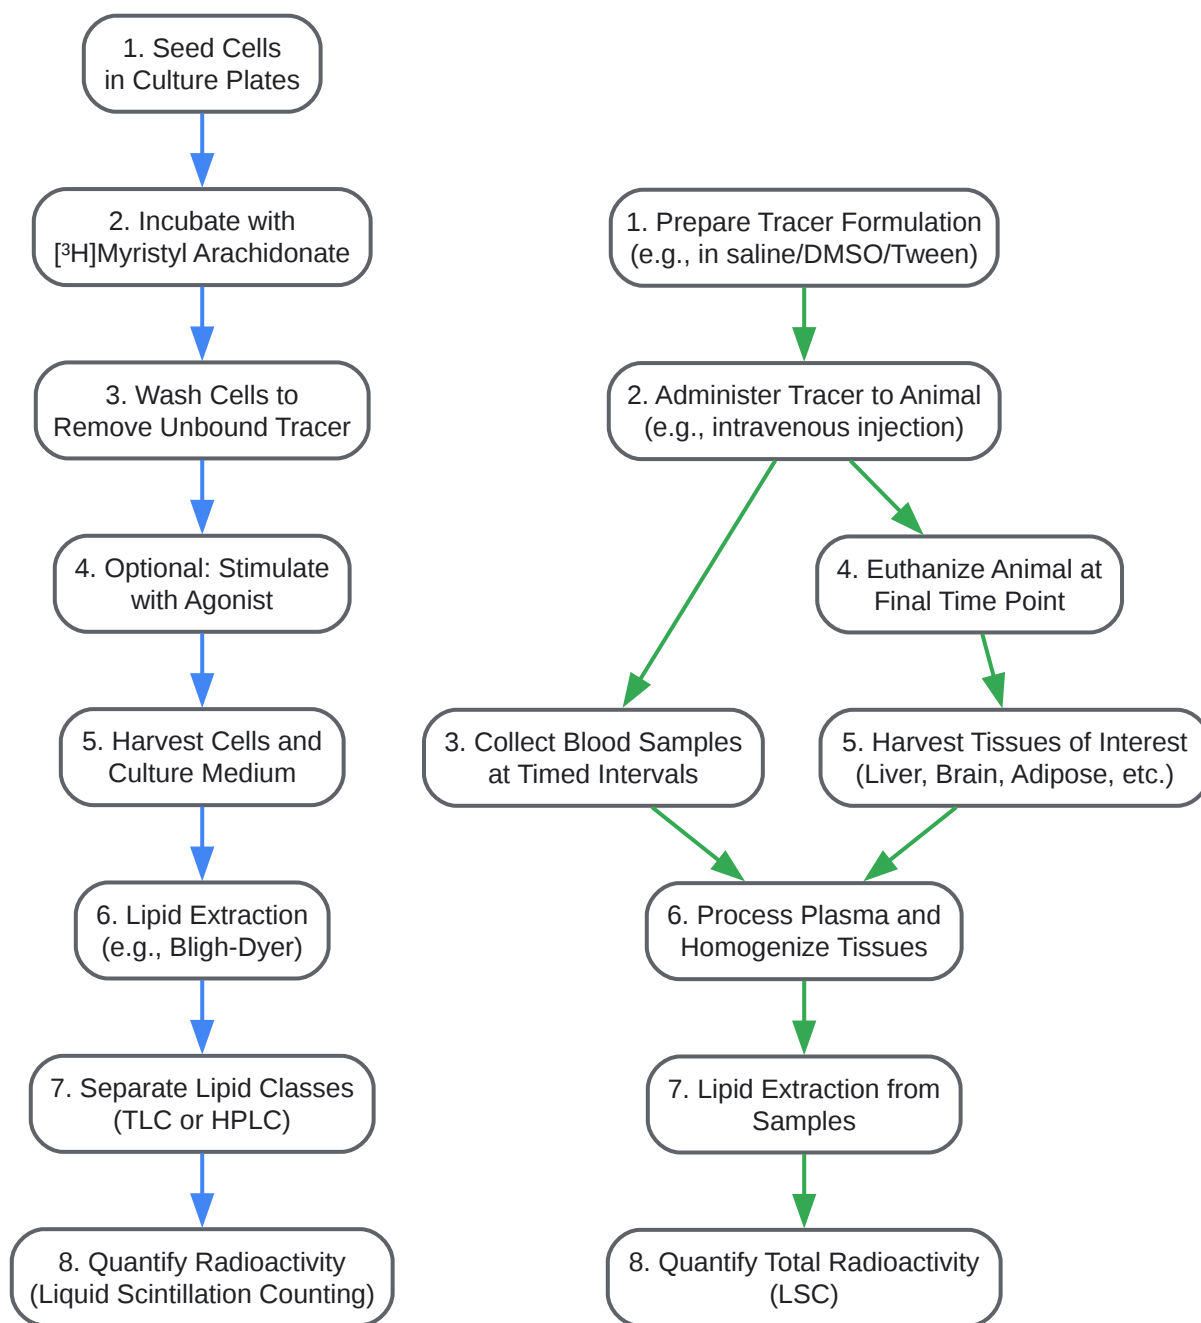 1. Seed Cells
in Culture Plates
2. Incubate with
[³H]Myristyl Arachidonate
3. Wash Cells to
Remove Unbound Tracer
4. Optional: Stimulate
with Agonist
5. Harvest Cells and
Culture Medium
6. Lipid Extraction
(e.g., Bligh-Dyer)
7. Separate Lipid Classes
(TLC or HPLC)
8. Quantify Radioactivity
(Liquid Scintillation Counting)
1. Prepare Tracer Formulation
(e.g., in saline/DMSO/Tween)
2. Administer Tracer to Animal
(e.g., intravenous injection)
3. Collect Blood Samples
at Timed Intervals
4. Euthanize Animal at
Final Time Point
5. Harvest Tissues of Interest
(Liver, Brain, Adipose, etc.)
6. Process Plasma and
Homogenize Tissues
7. Lipid Extraction from
Samples
8. Quantify Total Radioactivity
(LSC)